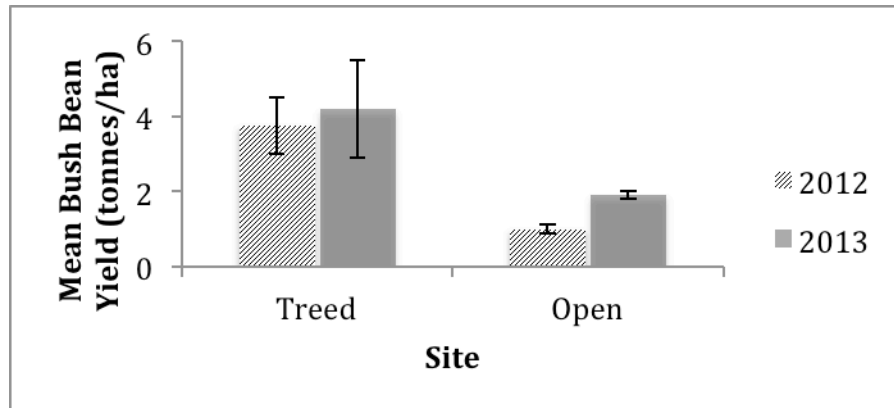 Mean Bush Bean
Yield (tonnes/ha)
6
4
2
0
Treed
Open
Site
2012
2013